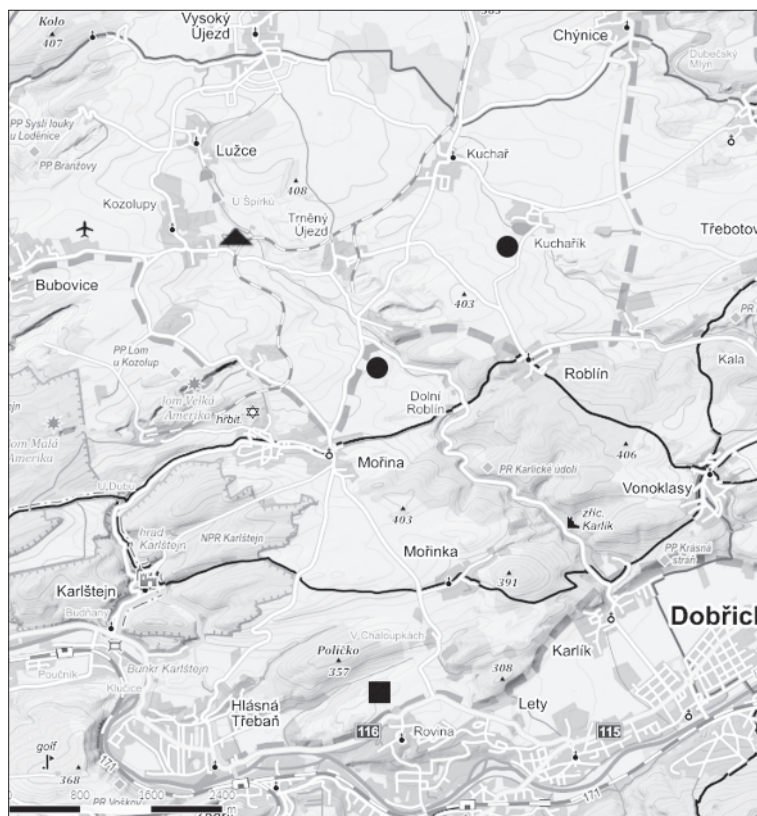 Kolo
407
Vysoký
Újezd
Chýnice
Dubečský
Mlýn
PP Syslí louky
u Loděnice
PP Branžovy
Lužce
Kuchař
408
U Špírků
Kozolupy
Trněný
Újezd
Kuchařík
Třebotov
Bubovice
403
PP Lom
u Kozolup
Roblín
Kala
lom Velká
Amerika
hřbit.
Dolní
Roblín
lom Malá
Amerika
406
Mořina
PR Karlické údolí
U Dubu
Vonoklasy
403
zříc.
Karlík
hrad
Karlštejn
NPR Karlštejn
Mořinka
PP Krásná
stráň
391
Karlštejn
Budňany
Dobřich
V Chaloupkách
Karlík
Bunkr Karlštejn
Políčko
357
Poučník
308
Klučice
Hlásná
Třebaň
Lety
116
Rovina
115
golf
171
368
171
PR Voškov
0
800
1600
2400
m